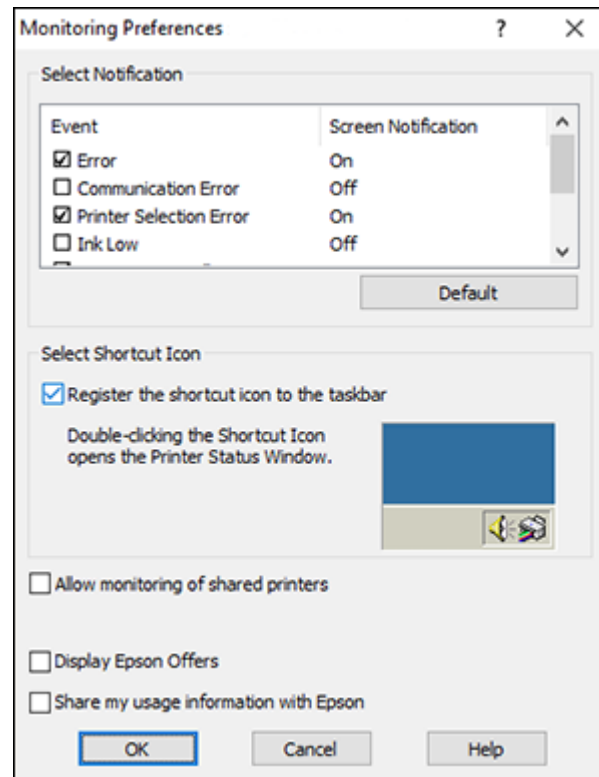 Monitoring Preferences ?
Select Notification
Event Screen Notification
Error On
Communication Error Off
Printer Selection Error On
Ink Low Off
Default
Select Shortcut Icon
Register the shortcut icon to the taskbar
Double-clicking the Shortcut Icon
opens the Printer Status Window.
Allow monitoring of shared printers
Display Epson Offers
Share my usage information with Epson
OK Cancel Help